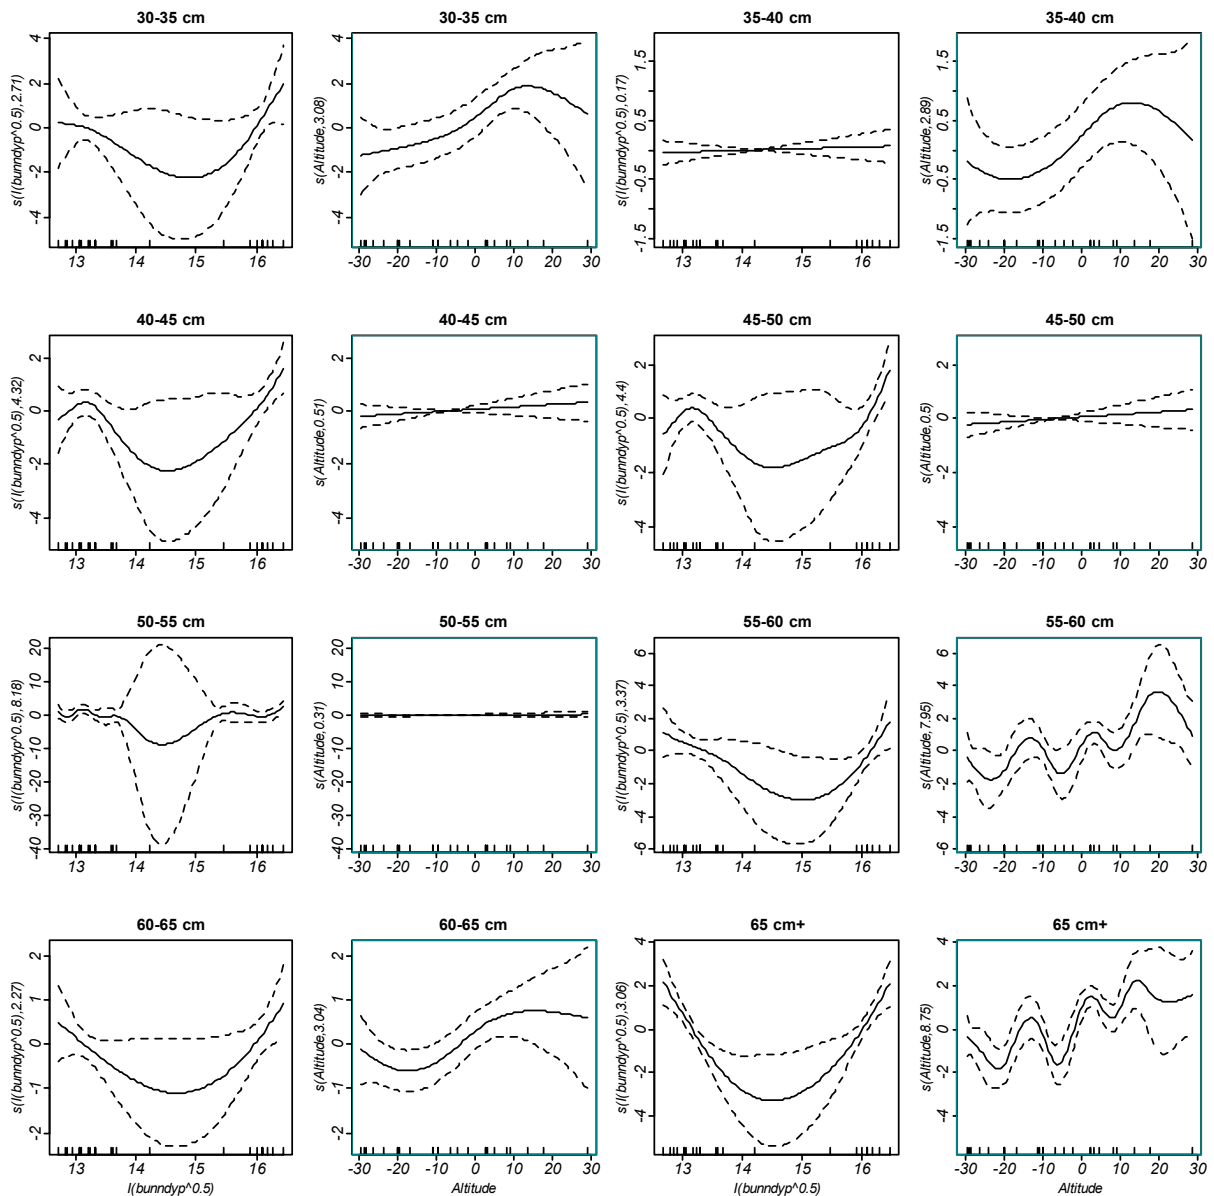 30-35 cm
s(I(bunndyp^0.5),2.71)
4
2
0
-2
-4
13 14 15 16
30-35 cm
s(Altitude,3.08)
4
2
0
-2
-4
-30 -20 -10 0 10 20 30
35-40 cm
s(I(bunndyp^0.5),0.17)
1.5
0.5
-0.5
-1.5
13 14 15 16
35-40 cm
s(Altitude,2.89)
1.5
0.5
-0.5
-1.5
-30 -20 -10 0 10 20 30
40-45 cm
s(I(bunndyp^0.5),4.32)
2
0
-2
-4
13 14 15 16
40-45 cm
s(Altitude,0.51)
2
0
-2
-4
-30 -20 -10 0 10 20 30
45-50 cm
s(I(bunndyp^0.5),4.4)
2
0
-2
-4
13 14 15 16
45-50 cm
s(Altitude,0.5)
2
0
-2
-4
-30 -20 -10 0 10 20 30
50-55 cm
s(I(bunndyp^0.5),8.18)
20
10
0
-10
-20
-30
-40
13 14 15 16
50-55 cm
s(Altitude,0.31)
20
10
0
-10
-20
-30
-40
-30 -20 -10 0 10 20 30
55-60 cm
s(I(bunndyp^0.5),3.37)
6
4
2
0
-2
-4
-6
13 14 15 16
55-60 cm
s(Altitude,7.95)
6
4
2
0
-2
-4
-6
-30 -20 -10 0 10 20 30
60-65 cm
s(I(bunndyp^0.5),2.27)
2
1
0
-1
-2
13 14 15 16
I(bunndyp^0.5)
60-65 cm
s(Altitude,3.04)
2
1
0
-1
-2
-30 -20 -10 0 10 20 30
Altitude
65 cm+
s(I(bunndyp^0.5),3.06)
4
2
0
-2
-4
13 14 15 16
I(bunndyp^0.5)
65 cm+
s(Altitude,8.75)
4
2
0
-2
-4
-30 -20 -10 0 10 20 30
Altitude